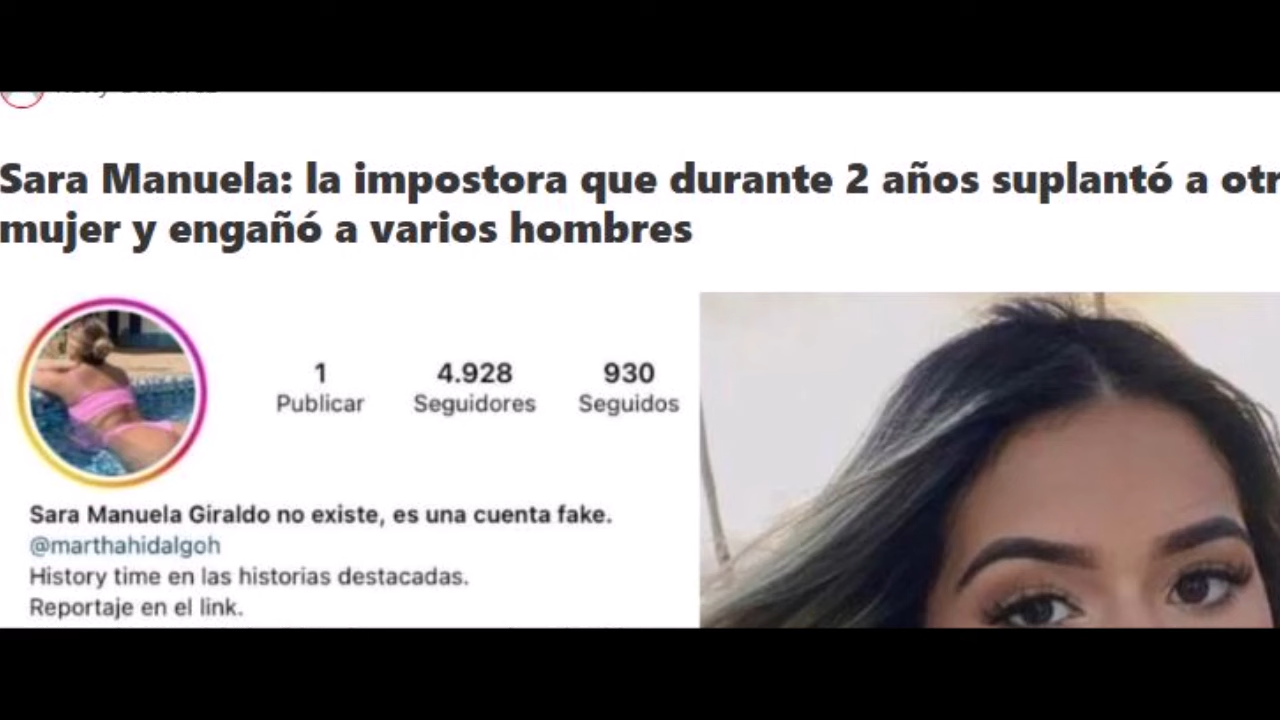 Sara Manuela: la impostora que durante 2 años suplantó a otr
mujer y engañó a varios hombres
1 4.928 930
Publicar Seguidores Seguidos
Sara Manuela Giraldo no existe, es una cuenta fake.
@marthahidalgoh
History time en las historias destacadas.
Reportaje en el link.